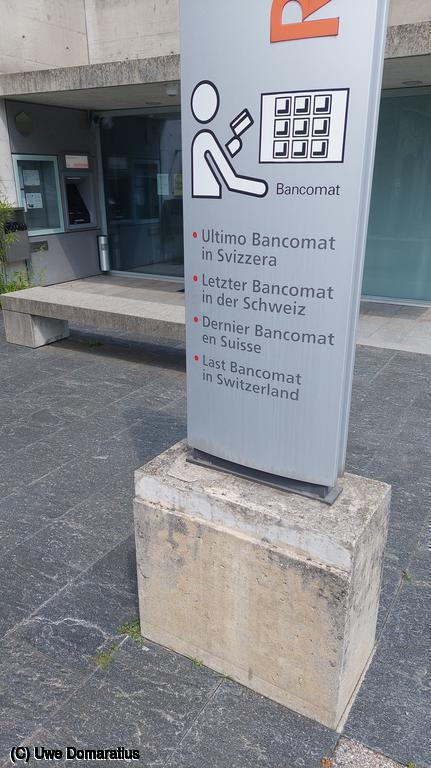 R
Bancomat
• Ultimo Bancomat
in Svizzera
• Letzter Bancomat
in der Schweiz
• Dernier Bancomat
en Suisse
• Last Bancomat
in Switzerland
(C) Uwe Domaratius